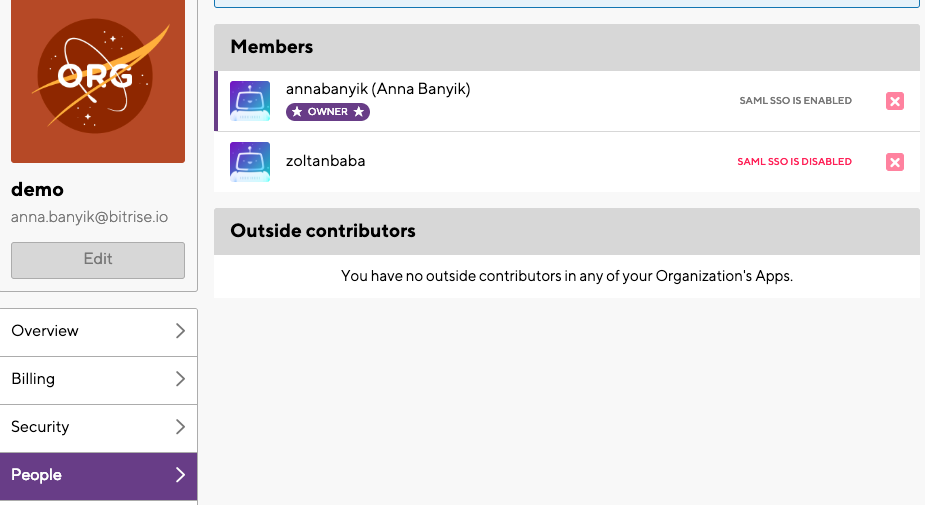 ORG
demo
anna.banyik@bitrise.io
Edit
Overview
Billing
Security
People
Members
annabanyik (Anna Banyik)
★ OWNER ★
SAML SSO IS ENABLED
zoltanbaba
SAML SSO IS DISABLED
Outside contributors
You have no outside contributors in any of your Organization's Apps.